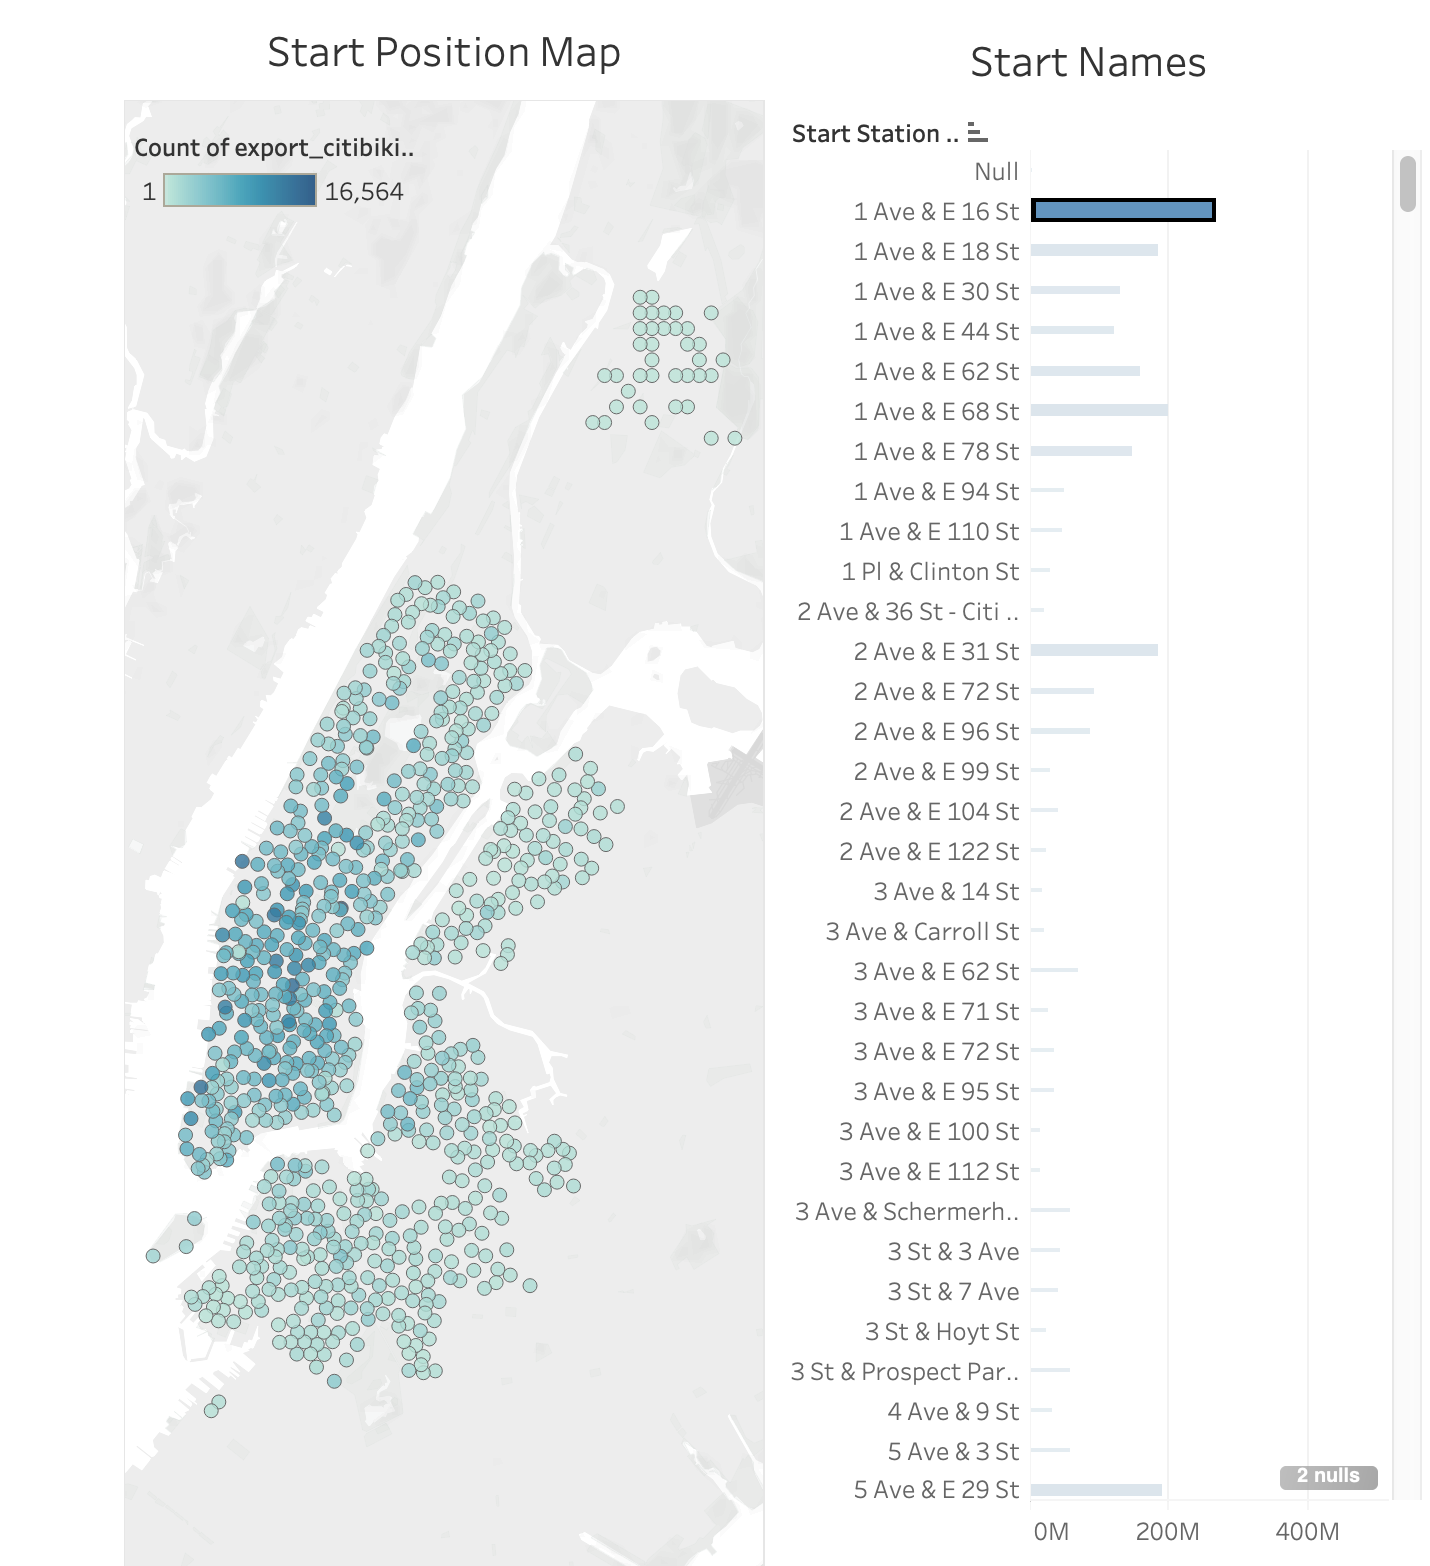 Start Position Map
Count of export_citibiki..
1 16,564
Start Names
Start Station ..
Null
1 Ave & E 16 St
1 Ave & E 18 St
1 Ave & E 30 St
1 Ave & E 44 St
1 Ave & E 62 St
1 Ave & E 68 St
1 Ave & E 78 St
1 Ave & E 94 St
1 Ave & E 110 St
1 Pl & Clinton St
2 Ave & 36 St - Citi ..
2 Ave & E 31 St
2 Ave & E 72 St
2 Ave & E 96 St
2 Ave & E 99 St
2 Ave & E 104 St
2 Ave & E 122 St
3 Ave & 14 St
3 Ave & Carroll St
3 Ave & E 62 St
3 Ave & E 71 St
3 Ave & E 72 St
3 Ave & E 95 St
3 Ave & E 100 St
3 Ave & E 112 St
3 Ave & Schermerh..
3 St & 3 Ave
3 St & 7 Ave
3 St & Hoyt St
3 St & Prospect Par..
4 Ave & 9 St
5 Ave & 3 St
2 nulls
5 Ave & E 29 St
0M 200M 400M